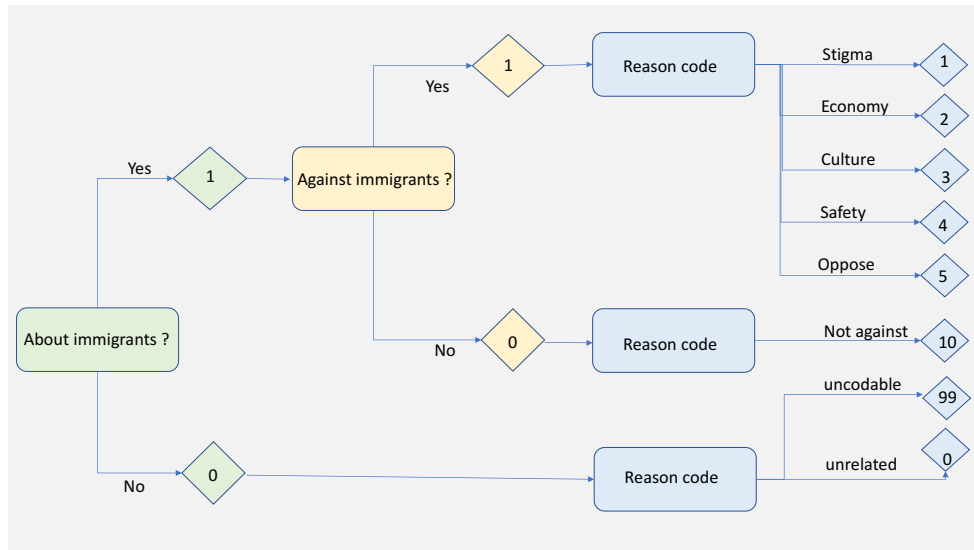 1
Reason code
Stigma
1
Yes
Economy
2
Yes
1
Against immigrants ?
Culture
3
Safety
4
Oppose
5
About immigrants ?
No
0
Reason code
Not against
10
uncodable
99
No
0
Reason code
unrelated
0